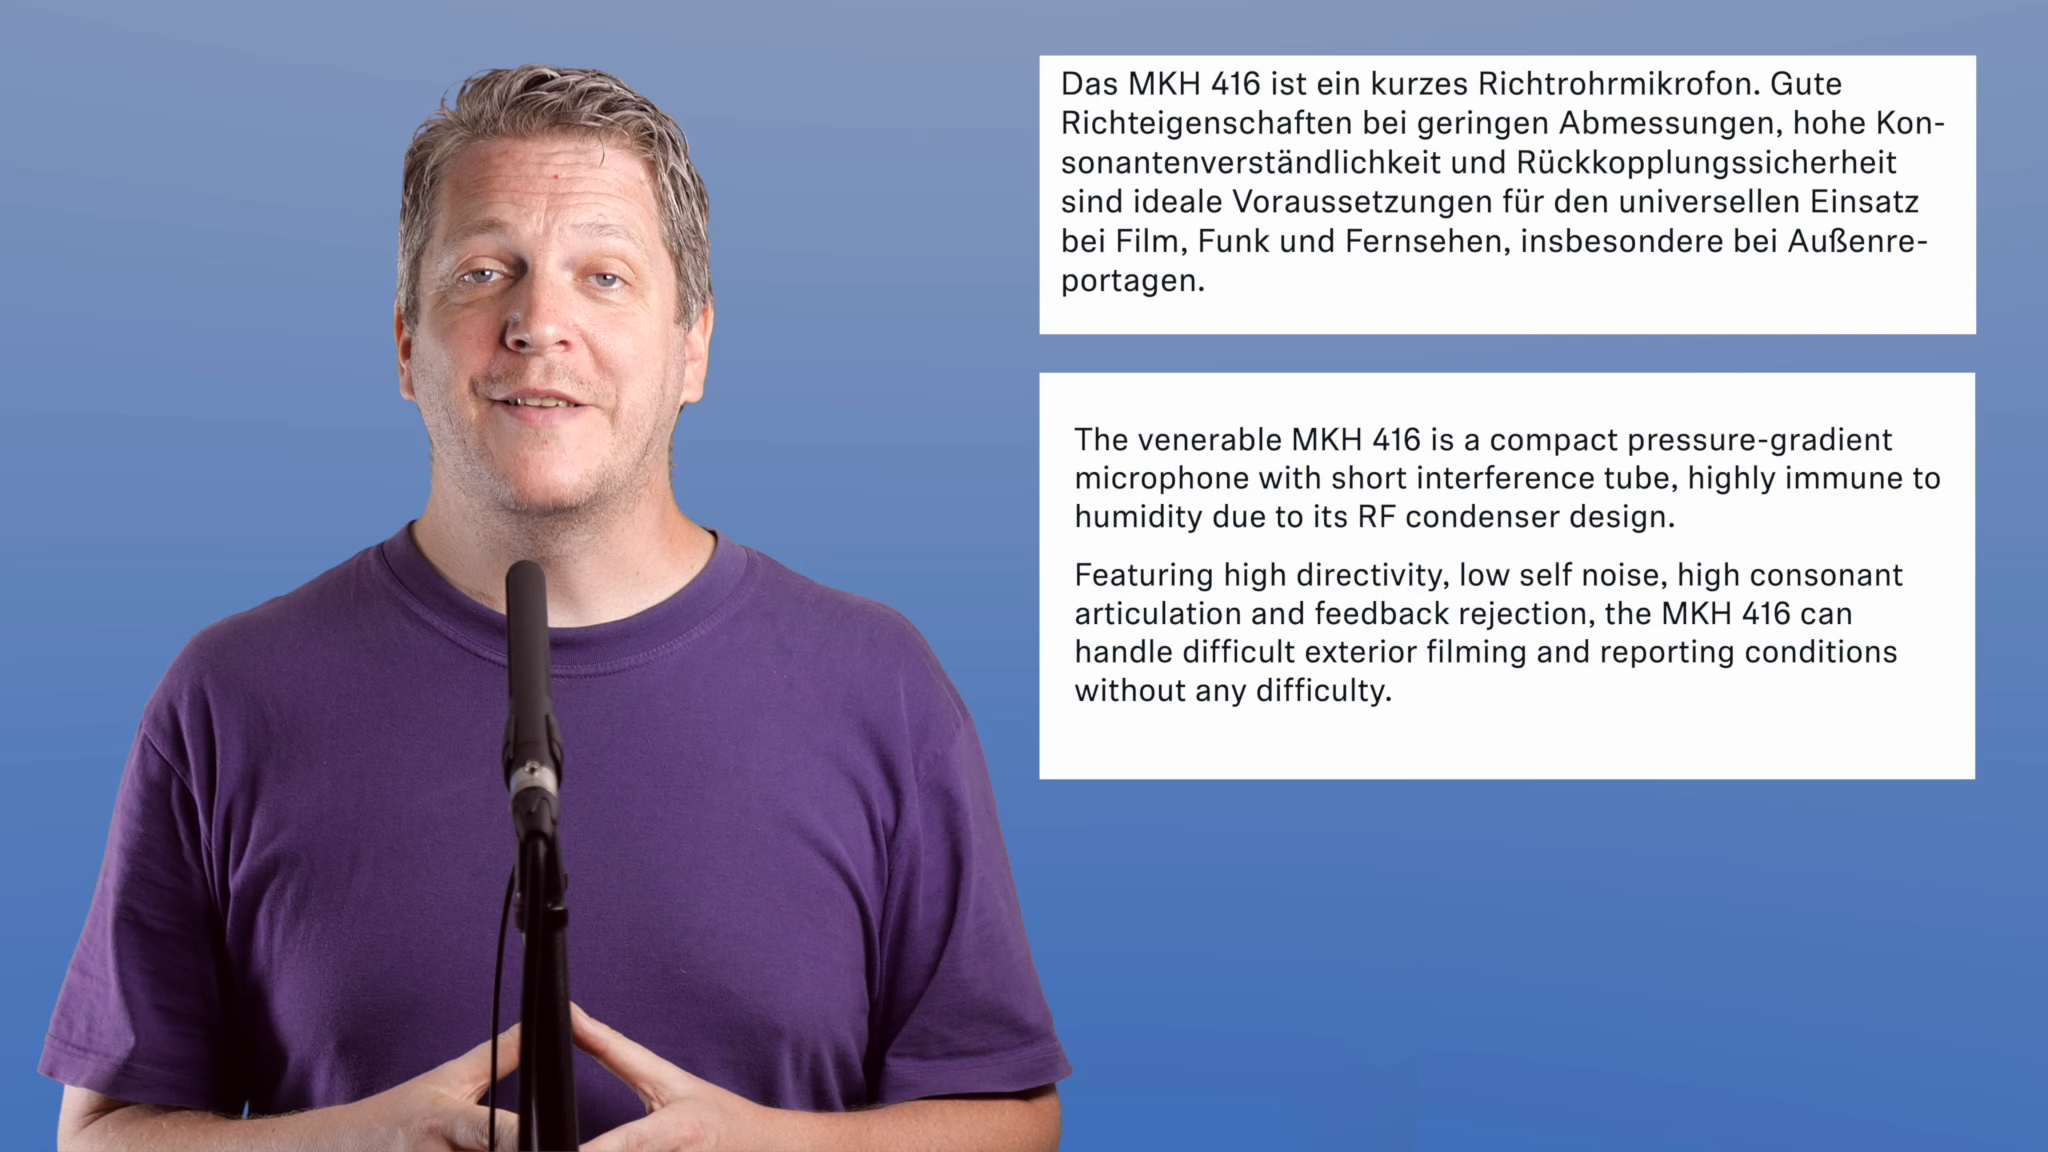 Das MKH 416 ist ein kurzes Richtrohrmikrofon. Gute
Richteigenschaften bei geringen Abmessungen, hohe Kon-
sonantenverständlichkeit und Rückkopplungssicherheit
sind ideale Voraussetzungen für den universellen Einsatz
bei Film, Funk und Fernsehen, insbesondere bei Außenre-
portagen.
The venerable MKH 416 is a compact pressure-gradient
microphone with short interference tube, highly immune to
humidity due to its RF condenser design.
Featuring high directivity, low self noise, high consonant
articulation and feedback rejection, the MKH 416 can
handle difficult exterior filming and reporting conditions
without any difficulty.